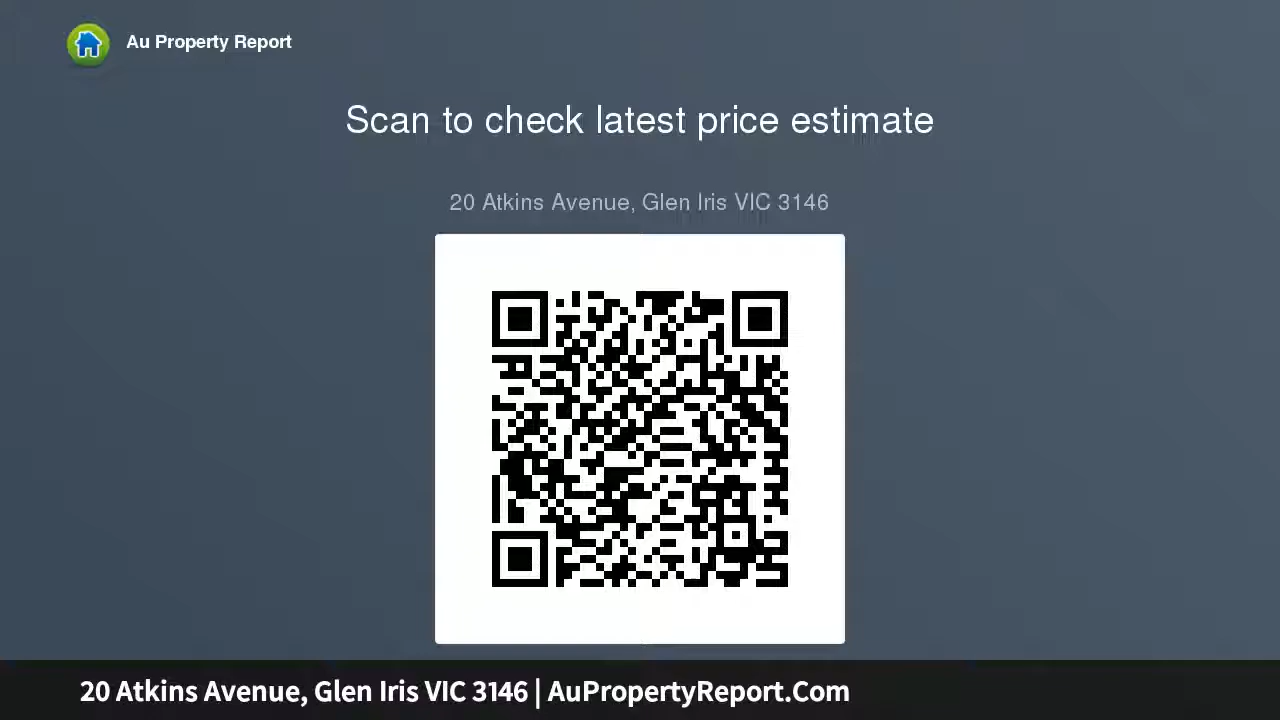 Au Property Report
Scan to check latest price estimate
20 Atkins Avenue, Glen Iris VIC 3146
20 Atkins Avenue, Glen Iris VIC 3146 | AuPropertyReport.Com